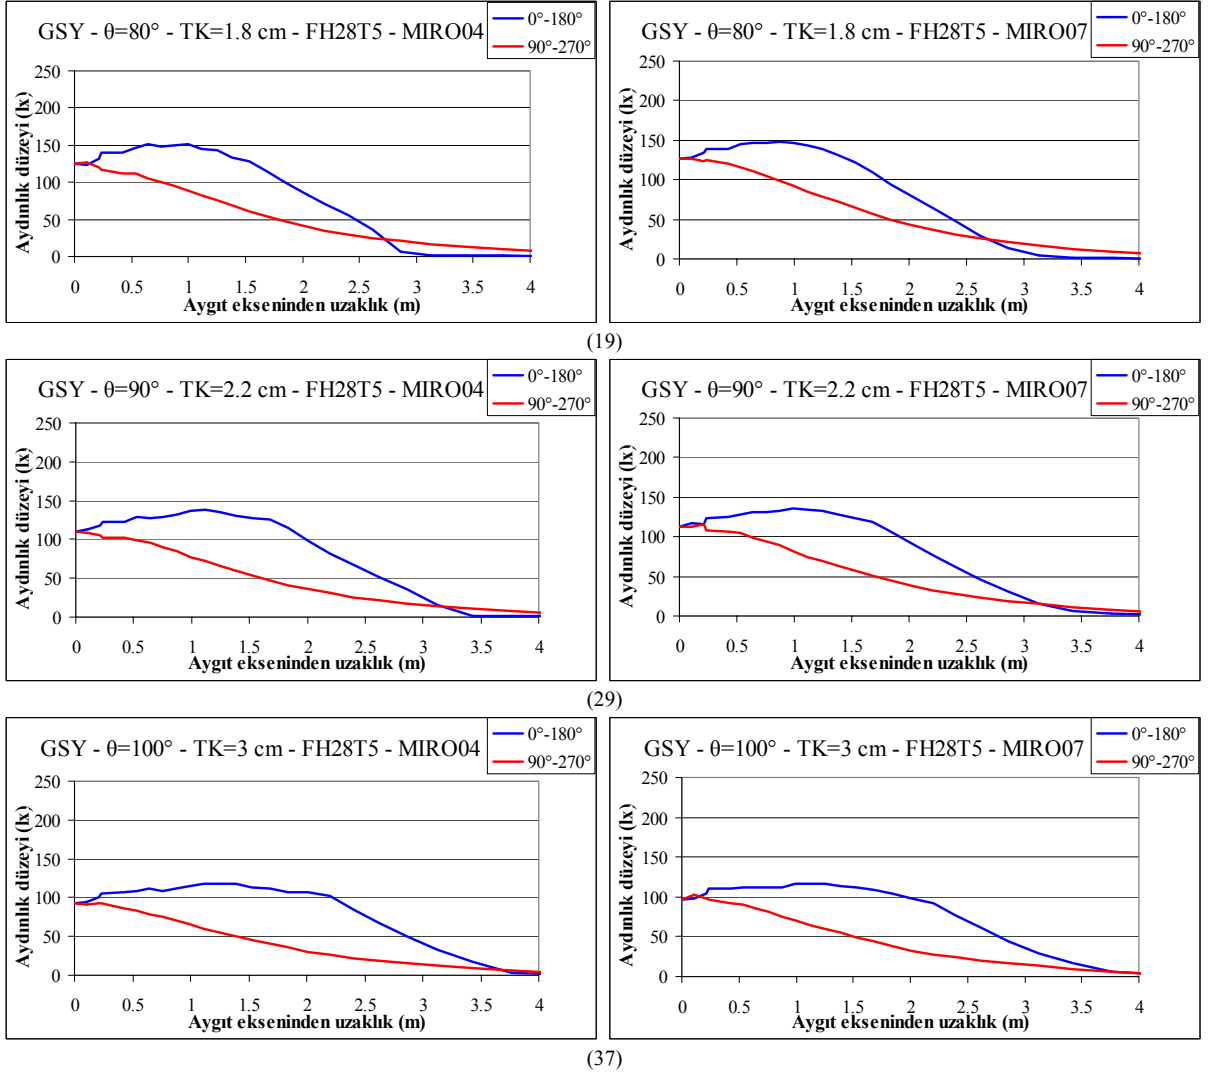 GSY - θ=80° - TK=1.8 cm - FH28T5 - MIRO04
0°-180°
90°-270°
Aydınlık düzeyi (lx)
250
200
150
100
50
0
0 0.5 1 1.5 2 2.5 3 3.5 4
Aygıt ekseninden uzaklık (m)
GSY - θ=80° - TK=1.8 cm - FH28T5 - MIRO07
0°-180°
90°-270°
Aydınlık düzeyi (lx)
250
200
150
100
50
0
0 0.5 1 1.5 2 2.5 3 3.5 4
Aygıt ekseninden uzaklık (m)
(19)
GSY - θ=90° - TK=2.2 cm - FH28T5 - MIRO04
0°-180°
90°-270°
Aydınlık düzeyi (lx)
250
200
150
100
50
0
0 0.5 1 1.5 2 2.5 3 3.5 4
Aygıt ekseninden uzaklık (m)
GSY - θ=90° - TK=2.2 cm - FH28T5 - MIRO07
0°-180°
90°-270°
Aydınlık düzeyi (lx)
250
200
150
100
50
0
0 0.5 1 1.5 2 2.5 3 3.5 4
Aygıt ekseninden uzaklık (m)
(29)
GSY - θ=100° - TK=3 cm - FH28T5 - MIRO04
0°-180°
90°-270°
Aydınlık düzeyi (lx)
250
200
150
100
50
0
0 0.5 1 1.5 2 2.5 3 3.5 4
Aygıt ekseninden uzaklık (m)
GSY - θ=100° - TK=3 cm - FH28T5 - MIRO07
0°-180°
90°-270°
Aydınlık düzeyi (lx)
250
200
150
100
50
0
0 0.5 1 1.5 2 2.5 3 3.5 4
Aygıt ekseninden uzaklık (m)
(37)